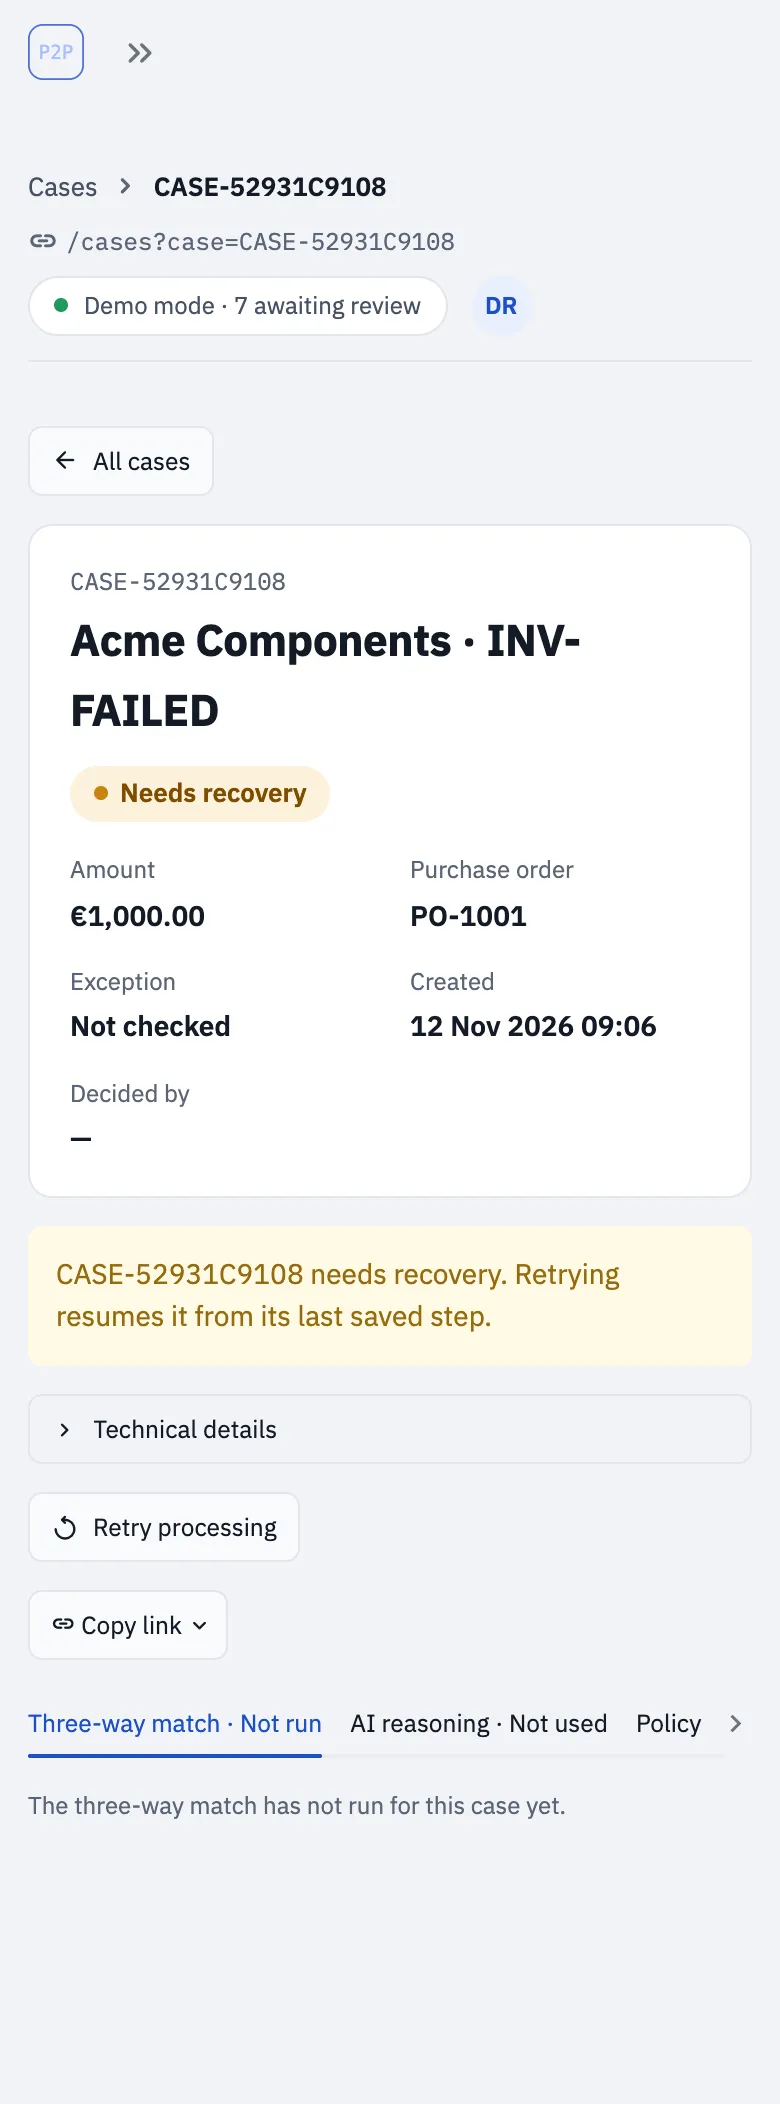 P2P
Cases > CASE-52931C9108
/cases?case=CASE-52931C9108
Demo mode · 7 awaiting review DR
All cases
CASE-52931C9108
Acme Components · INV-
FAILED
Needs recovery
Amount Purchase order
€1,000.00 PO-1001
Exception Created
Not checked 12 Nov 2026 09:06
Decided by
—
CASE-52931C9108 needs recovery. Retrying
resumes it from its last saved step.
Technical details
Retry processing
Copy link
Three-way match · Not run AI reasoning · Not used Policy
The three-way match has not run for this case yet.